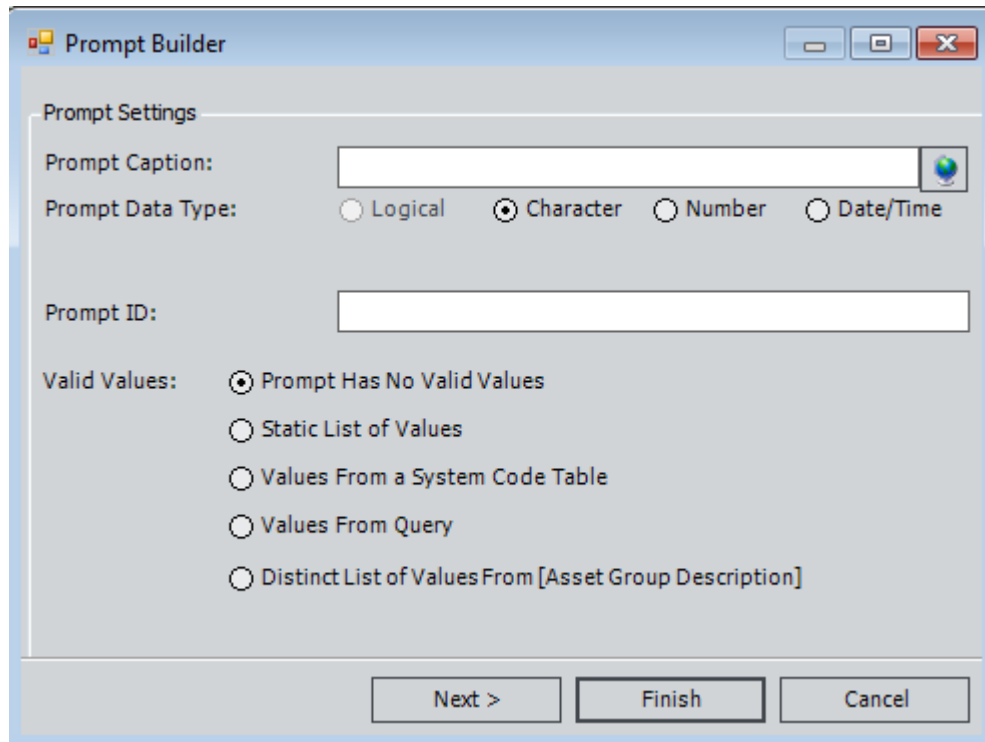 Prompt Builder
Prompt Settings
Prompt Caption:
Prompt Data Type: Logical Character Number Date/Time
Prompt ID:
Valid Values: Prompt Has No Valid Values
Static List of Values
Values From a System Code Table
Values From Query
Distinct List of Values From [Asset Group Description]
Next > Finish Cancel